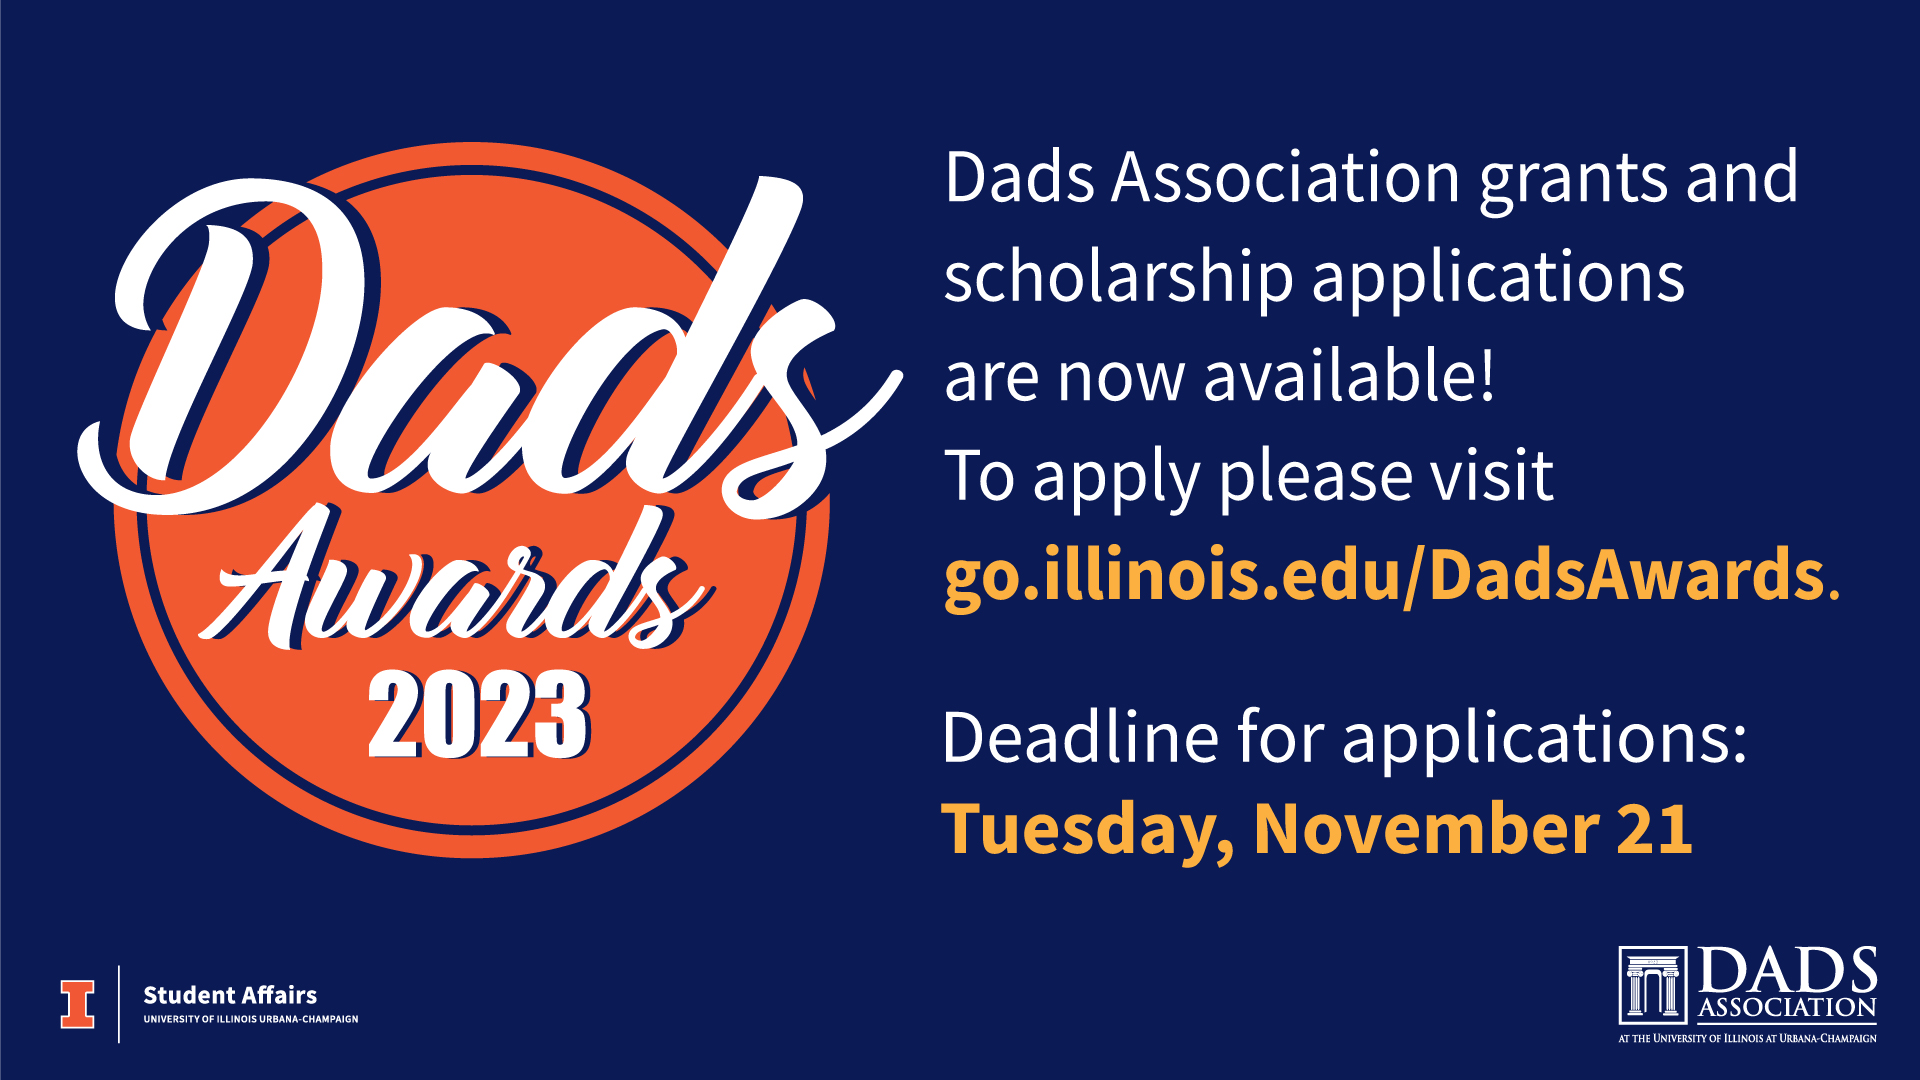 Dads
Awards
2023
Dads Association grants and
scholarship applications
are now available!
To apply please visit
go.illinois.edu/DadsAwards.
Deadline for applications:
Tuesday, November 21
I
Student Affairs
UNIVERSITY OF ILLINOIS URBANA-CHAMPAIGN
DADS
ASSOCIATION
AT THE UNIVERSITY OF ILLINOIS AT URBANA-CHAMPAIGN